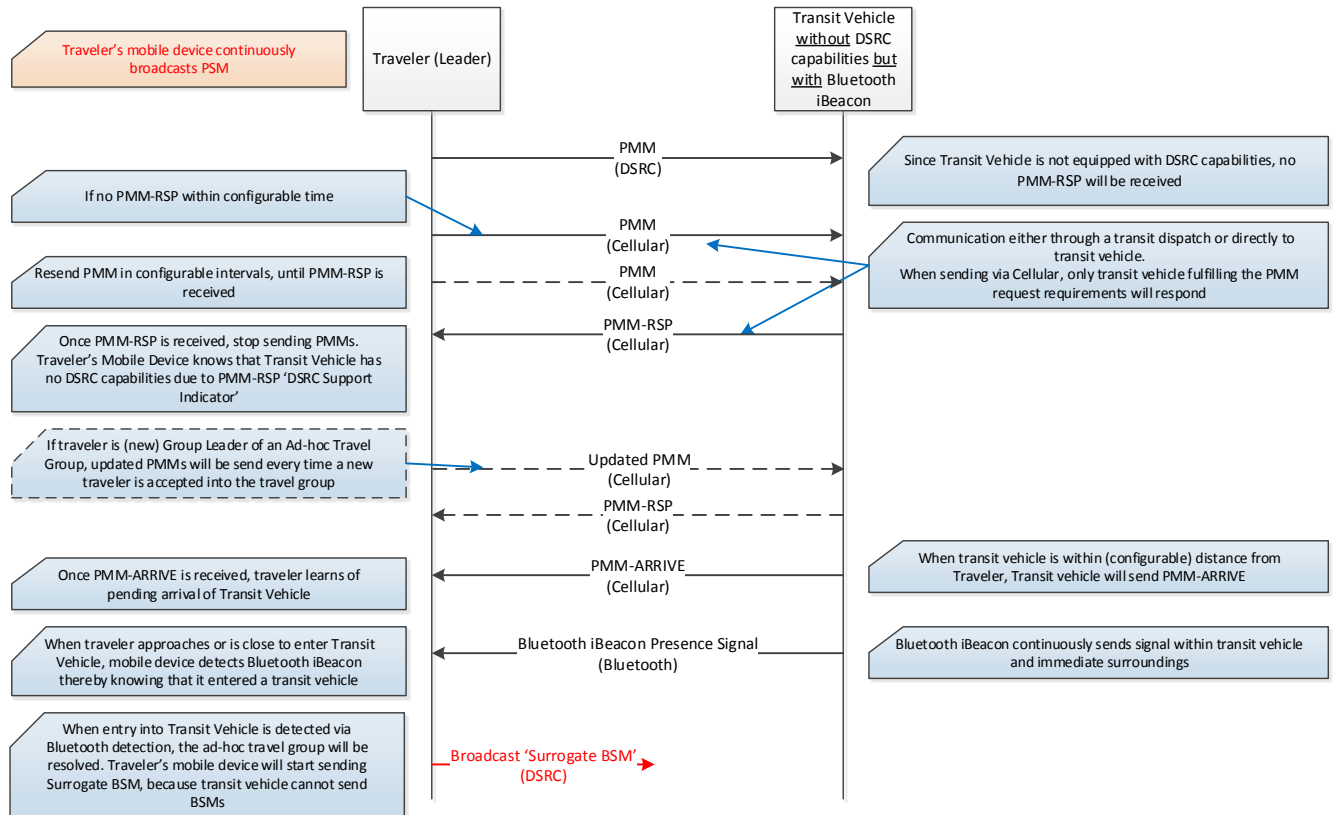 Traveler's mobile device continuously
broadcasts PSM
Traveler (Leader)
Transit Vehicle
without DSRC
capabilities but
with Bluetooth
iBeacon
PMM
(DSRC)
Since Transit Vehicle is not equipped with DSRC capabilities, no
PMM-RSP will be received
If no PMM-RSP within configurable time
PMM
(Cellular)
Communication either through a transit dispatch or directly to
transit vehicle.
When sending via Cellular, only transit vehicle fulfilling the PMM
request requirements will respond
Resend PMM in configurable intervals, until PMM-RSP is
received
PMM
(Cellular)
PMM-RSP
(Cellular)
Once PMM-RSP is received, stop sending PMMs.
Traveler's Mobile Device knows that Transit Vehicle has
no DSRC capabilities due to PMM-RSP 'DSRC Support
Indicator'
If traveler is (new) Group Leader of an Ad-hoc Travel
Group, updated PMMs will be send every time a new
traveler is accepted into the travel group
Updated PMM
(Cellular)
PMM-RSP
(Cellular)
PMM-ARRIVE
(Cellular)
When transit vehicle is within (configurable) distance from
Traveler, Transit vehicle will send PMM-ARRIVE
Once PMM-ARRIVE is received, traveler learns of
pending arrival of Transit Vehicle
When traveler approaches or is close to enter Transit
Vehicle, mobile device detects Bluetooth iBeacon
thereby knowing that it entered a transit vehicle
Bluetooth iBeacon Presence Signal
(Bluetooth)
Bluetooth iBeacon continuously sends signal within transit vehicle
and immediate surroundings
When entry into Transit Vehicle is detected via
Bluetooth detection, the ad-hoc travel group will be
resolved. Traveler's mobile device will start sending
Surrogate BSM, because transit vehicle cannot send
BSMs
Broadcast 'Surrogate BSM'
(DSRC)